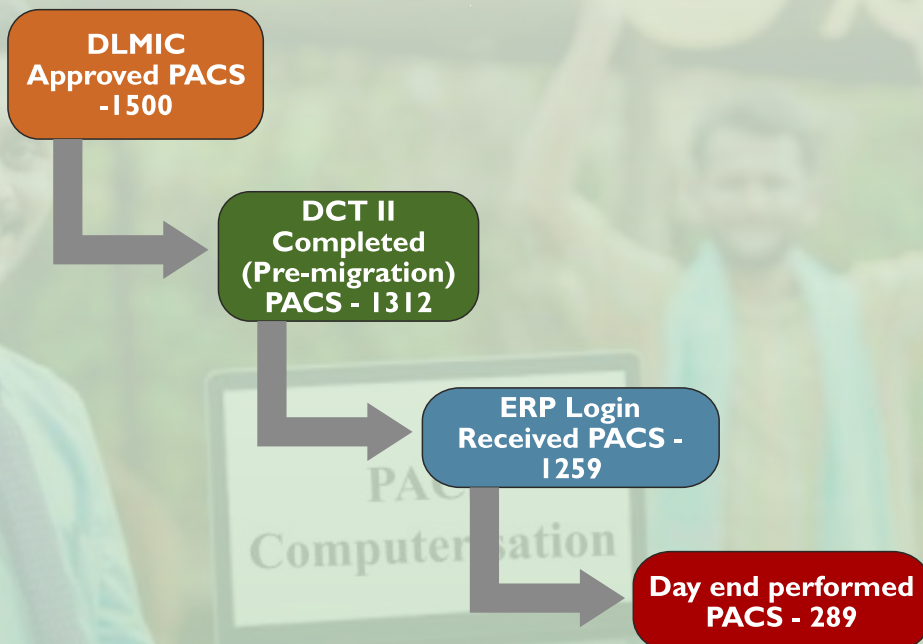 DLMIC
Approved PACS
-1500
DCT II
Completed
(Pre-migration)
PACS - 1312
ERP Login
Received PACS -
1259
PAC
Computerisation
Day end performed
PACS - 289